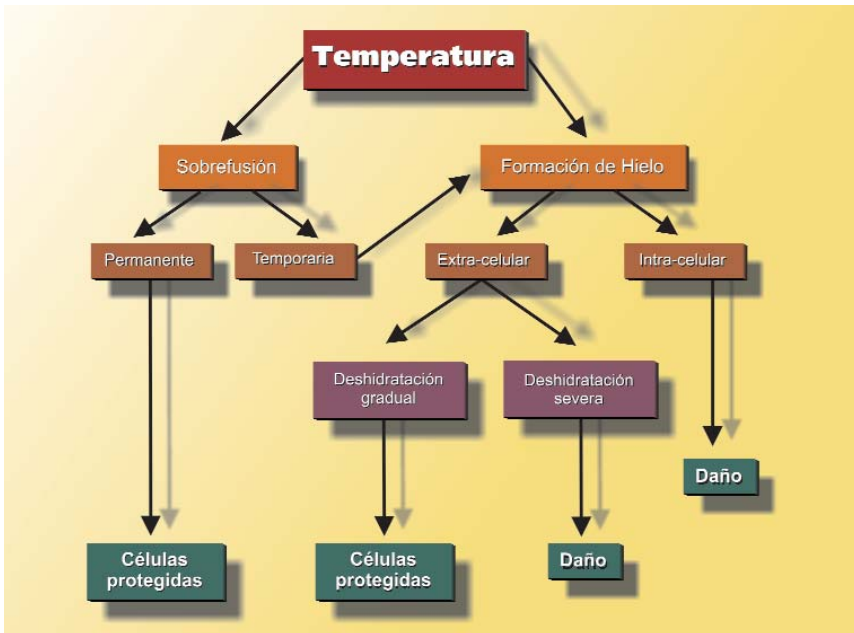 Temperatura
Sobrefusión
Formación de Hielo
Permanente
Temporaria
Extra-celular
Intra-celular
Deshidratación
gradual
Deshidratación
severa
Daño
Células
protegidas
Células
protegidas
Daño